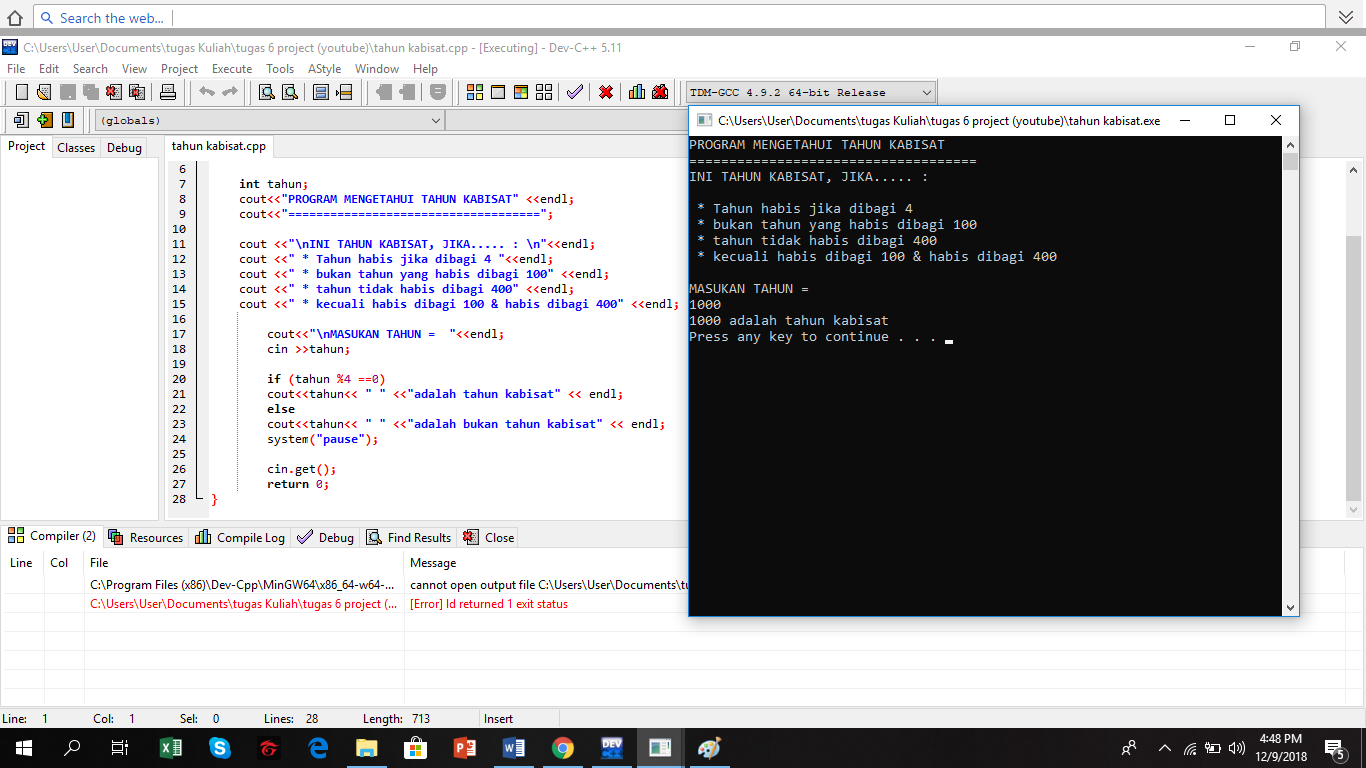 Search the web...
C:\Users\User\Documents\tugas Kuliah\tugas 6 project (youtube)\tahun kabisat.cpp - [Executing] - Dev-C++ 5.11
File Edit Search View Project Execute Tools AStyle Window Help
TDM-GCC 4.9.2 64-bit Release
(globals)
Project Classes Debug
tahun kabisat.cpp
6
7 int tahun;
8 cout<<"PROGRAM MENGETAHUI TAHUN KABISAT" <<endl;
9 cout<<"====================================";
10
11 cout <<"\nINI TAHUN KABISAT, JIKA..... : \n"<<endl;
12 cout <<" * Tahun habis jika dibagi 4 "<<endl;
13 cout <<" * bukan tahun yang habis dibagi 100" <<endl;
14 cout <<" * tahun tidak habis dibagi 400" <<endl;
15 cout <<" * kecuali habis dibagi 100 & habis dibagi 400" <<endl;
16
17 cout<<"\nMASUKAN TAHUN =  "<<endl;
18 cin >>tahun;
19
20 if (tahun %4 ==0)
21 cout<<tahun<< " " <<"adalah tahun kabisat" << endl;
22 else
23 cout<<tahun<< " " <<"adalah bukan tahun kabisat" << endl;
24 system("pause");
25
26 cin.get();
27 return 0;
28 }
C:\Users\User\Documents\tugas Kuliah\tugas 6 project (youtube)\tahun kabisat.exe
PROGRAM MENGETAHUI TAHUN KABISAT
====================================
INI TAHUN KABISAT, JIKA..... :
* Tahun habis jika dibagi 4
* bukan tahun yang habis dibagi 100
* tahun tidak habis dibagi 400
* kecuali habis dibagi 100 & habis dibagi 400
MASUKAN TAHUN =
1000
1000 adalah tahun kabisat
Press any key to continue . . .
Compiler (2) Resources Compile Log Debug Find Results Close
Line Col File Message
C:\Program Files (x86)\Dev-Cpp\MinGW64\x86_64-w64-... cannot open output file C:\Users\User\Documents\tu
C:\Users\User\Documents\tugas Kuliah\tugas 6 project (... [Error] ld returned 1 exit status
Line: 1 Col: 1 Sel: 0 Lines: 28 Length: 713 Insert
4:48 PM
12/9/2018
5